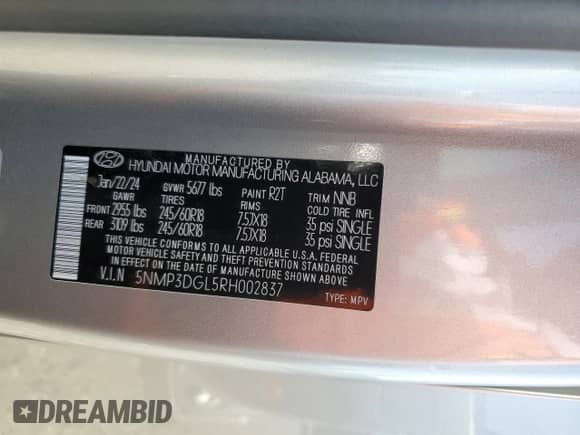 MANUFACTURED BY
HYUNDAI MOTOR MANUFACTURING ALABAMA, LLC
Jan/22/24 GVWR 5677 lbs PAINT R2T TRIM NNB
GAWR TIRES RIMS COLD TIRE INFL
FRONT 2955 lbs 245/60R18 7.5JX18 35 psi SINGLE
REAR 3109 lbs 245/60R18 7.5JX18 35 psi SINGLE
THIS VEHICLE CONFORMS TO ALL APPLICABLE U.S.A. FEDERAL
MOTOR VEHICLE SAFETY AND THEFT PREVENTION STANDARDS
IN EFFECT ON THE DATE OF MANUFACTURE SHOWN ABOVE
V.I.N 5NMP3DGL5RH002837
TYPE: MPV
DREAMBID